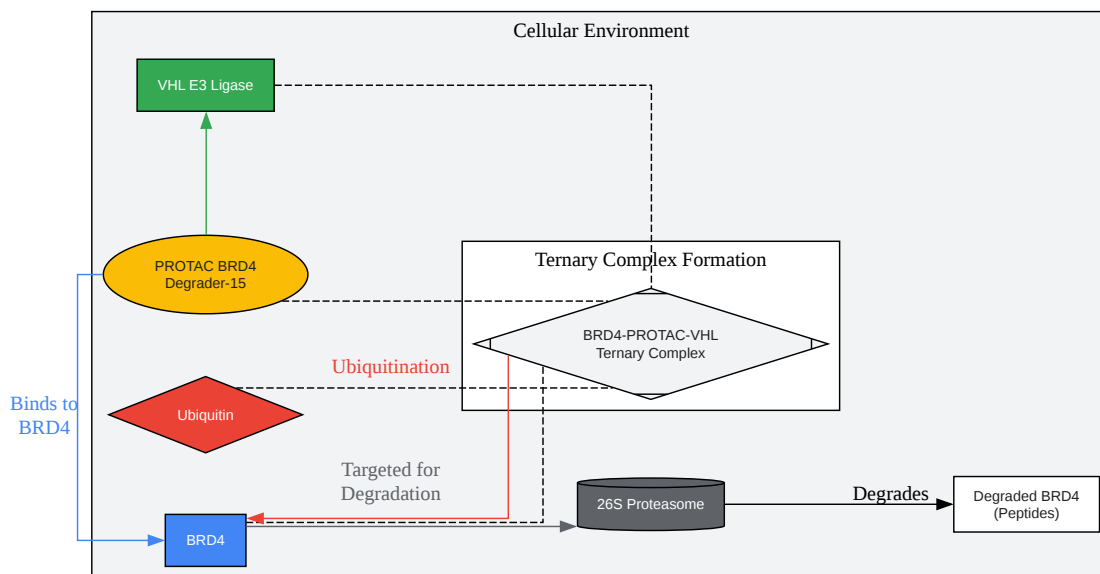 Cellular Environment
VHL E3 Ligase
PROTAC BRD4
Degrader-15
Ternary Complex Formation
BRD4-PROTAC-VHL
Ternary Complex
Ubiquitination
Ubiquitin
Binds to
BRD4
Targeted for
Degradation
26S Proteasome
Degrades
Degraded BRD4
(Peptides)
BRD4